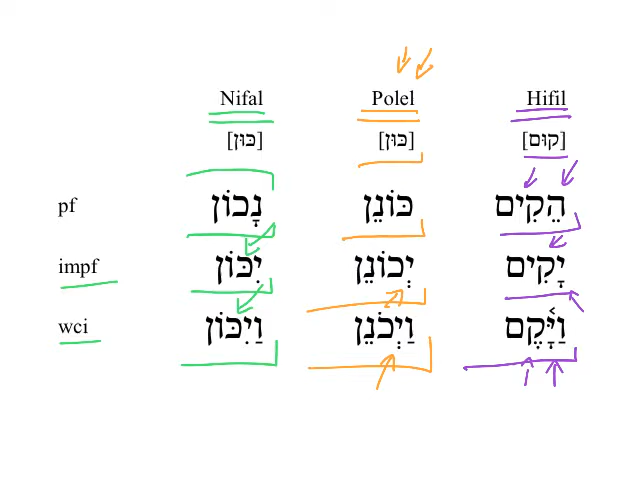 Nifal Polel Hifil
[כּוּן] [כּוּן] [קוּם]
pf נָכוֹן כּוֹנֵן הֵקִים
impf יִכּוֹן יְכוֹנֵן יָקִים
wci וַיִּכּוֹן וַיְכֹנֵן וַיָּ֫קֶם